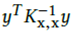 $y^T K_{x,x}^{-1} y$